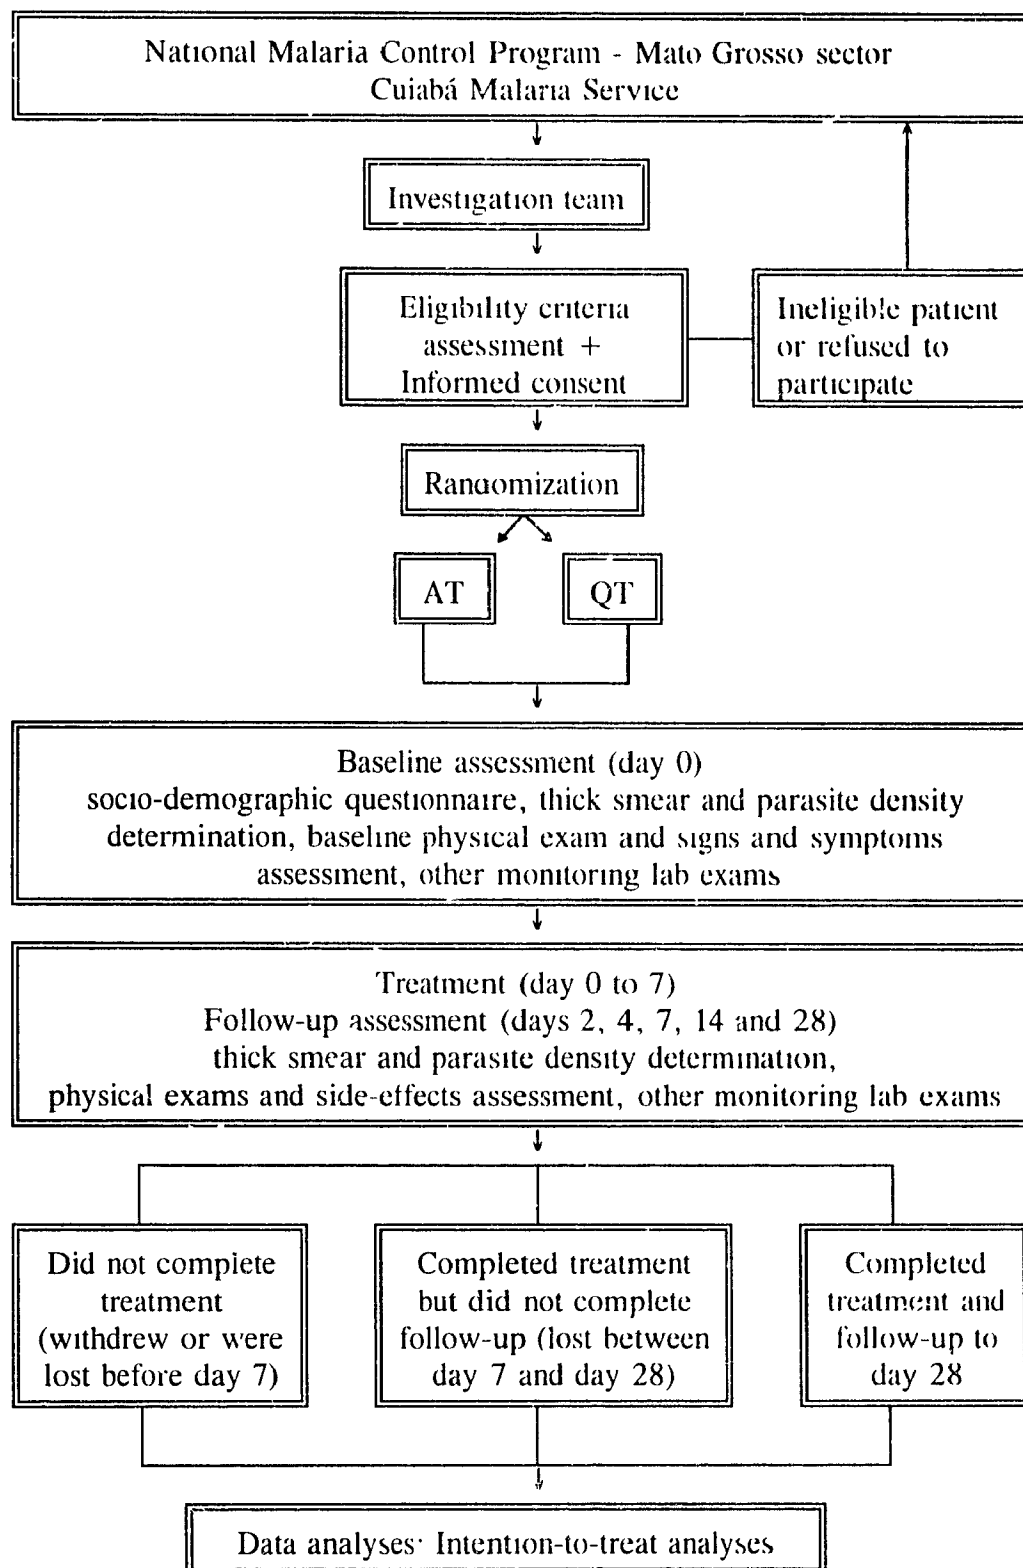 National Malaria Control Program - Mato Grosso sector
Cuiabá Malaria Service
Investigation team
Eligibility criteria
assessment +
Informed consent
Ineligible patient
or refused to
participate
Randomization
AT
QT
Baseline assessment (day 0)
socio-demographic questionnaire, thick smear and parasite density
determination, baseline physical exam and signs and symptoms
assessment, other monitoring lab exams
Treatment (day 0 to 7)
Follow-up assessment (days 2, 4, 7, 14 and 28)
thick smear and parasite density determination,
physical exams and side-effects assessment, other monitoring lab exams
Did not complete
treatment
(withdrew or were
lost before day 7)
Completed treatment
but did not complete
follow-up (lost between
day 7 and day 28)
Completed
treatment and
follow-up to
day 28
Data analyses: Intention-to-treat analyses